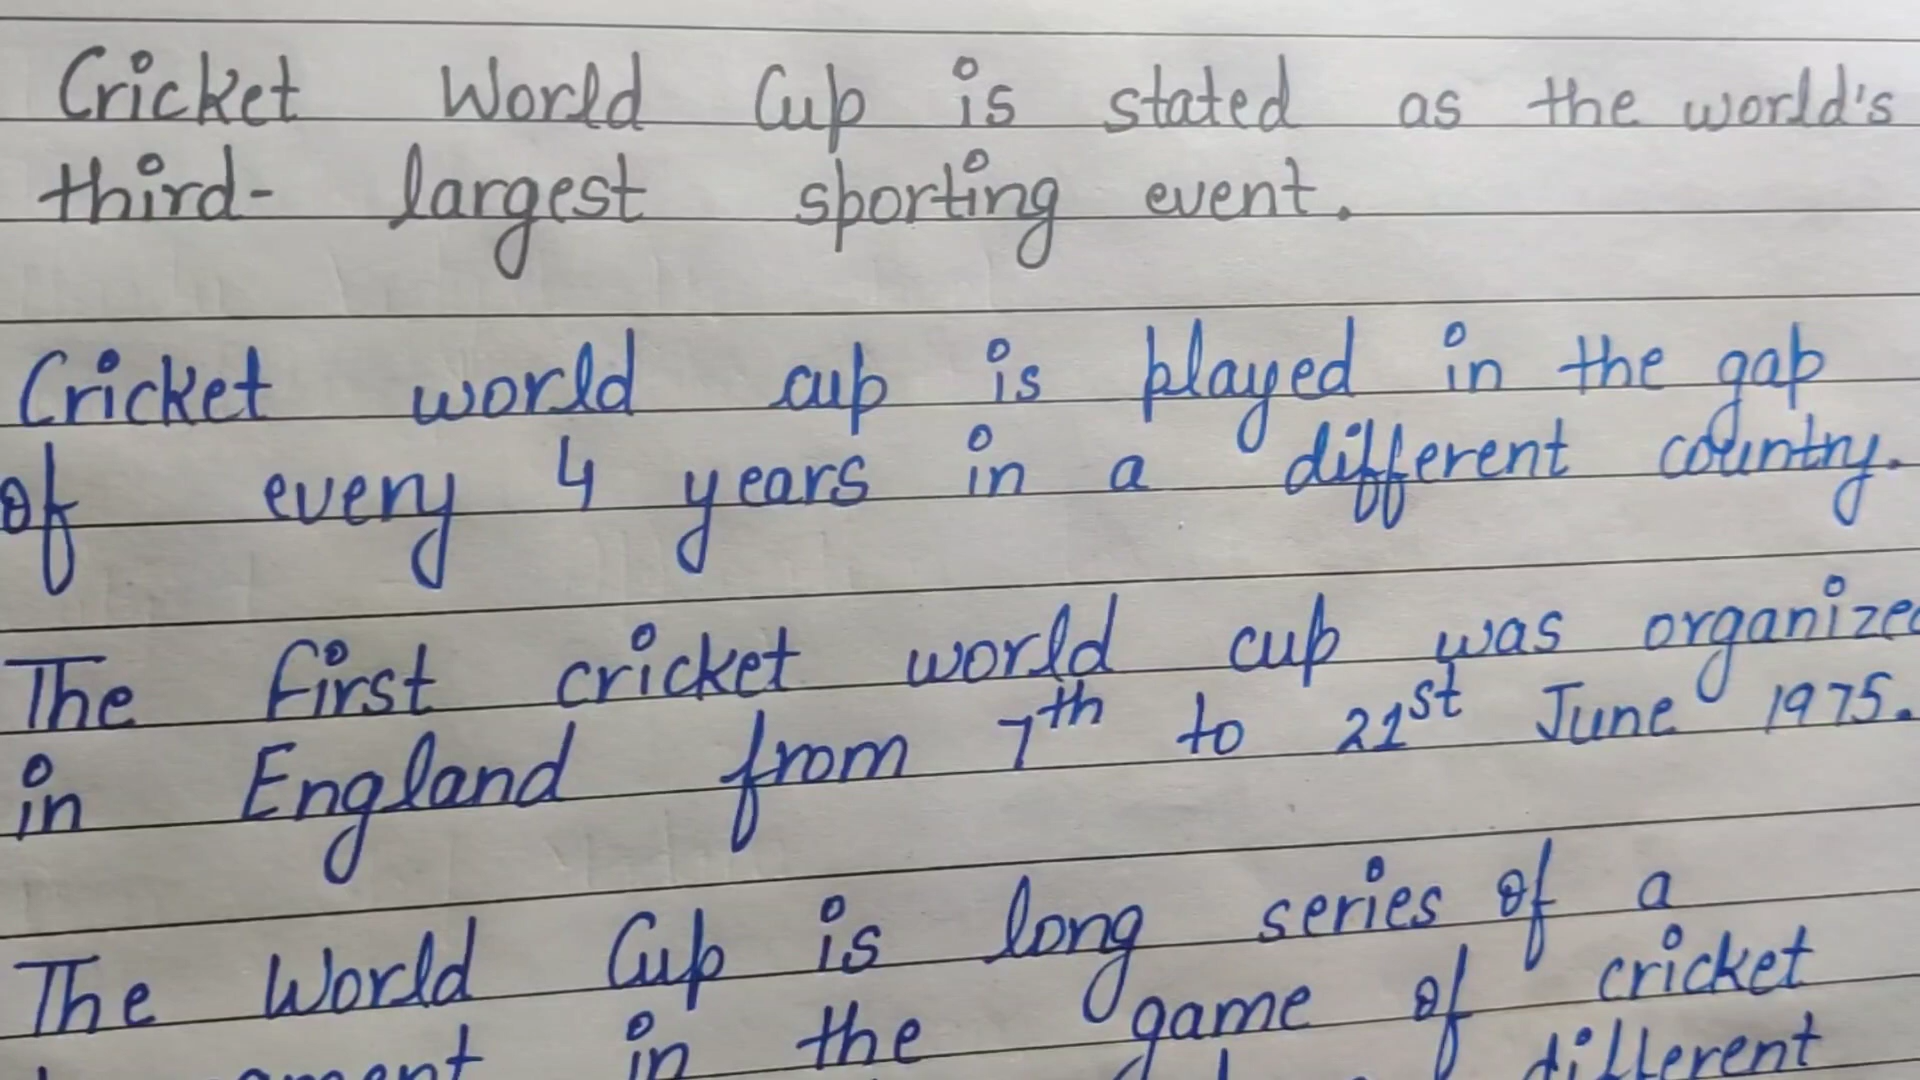 Cricket World Cup is stated as the world's
third- largest sporting event.
Cricket world cup is played in the gap
of every 4 years in a different country.
The first cricket world cup was organized
in England from 7th to 21st June 1975.
The World Cup is long series of a
in the game of cricket
different